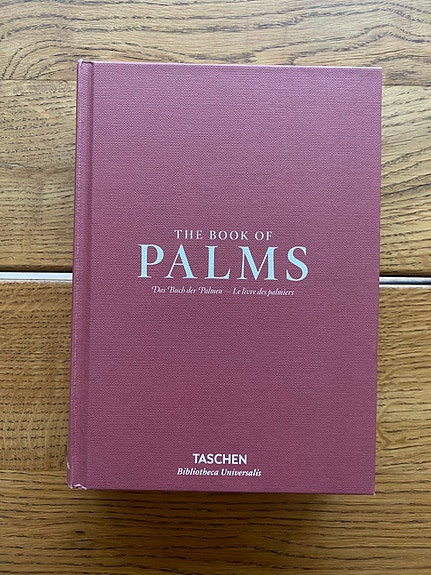 THE BOOK OF
PALMS
Das Buch der Palmen — Le livre des palmiers
TASCHEN
Bibliotheca Universalis